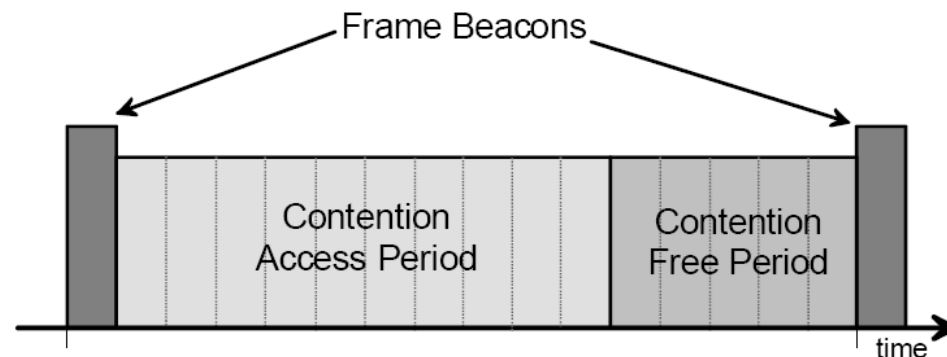 Frame Beacons
Contention
Access Period
Contention
Free Period
time